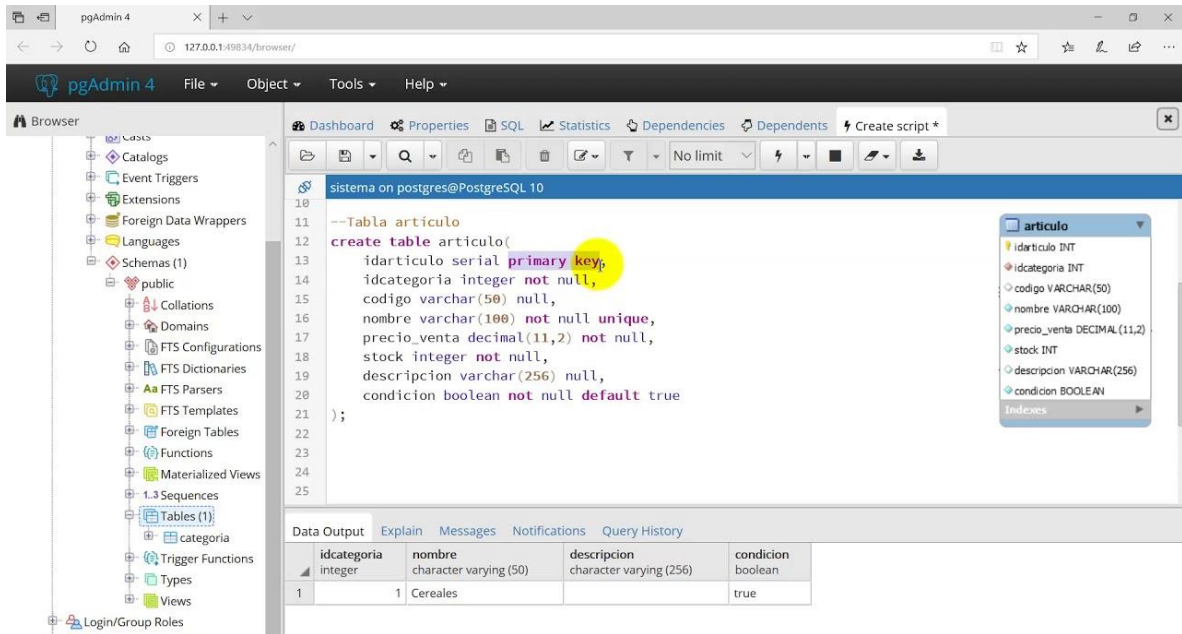 pgAdmin 4
127.0.0.1:49834/browser/
pgAdmin 4 File Object Tools Help
Browser
Dashboard Properties SQL Statistics Dependencies Dependents Create script *
No limit
sistema on postgres@PostgreSQL 10
Casts
Catalogs
Event Triggers
Extensions
Foreign Data Wrappers
Languages
Schemas (1)
public
Collations
Domains
FTS Configurations
FTS Dictionaries
Aa FTS Parsers
FTS Templates
Foreign Tables
Functions
Materialized Views
1..3 Sequences
Tables (1)
categoria
Trigger Functions
Types
Views
Login/Group Roles
10
11 --Tabla artículo
12 create table articulo(
13 idarticulo serial primary key,
14 idcategoria integer not null,
15 codigo varchar(50) null,
16 nombre varchar(100) not null unique,
17 precio_venta decimal(11,2) not null,
18 stock integer not null,
19 descripcion varchar(256) null,
20 condicion boolean not null default true
21 );
22
23
24
25
articulo
idarticulo INT
idcategoria INT
codigo VARCHAR(50)
nombre VARCHAR(100)
precio_venta DECIMAL(11,2)
stock INT
descripcion VARCHAR(256)
condicion BOOLEAN
Indexes
Data Output Explain Messages Notifications Query History
idcategoria nombre descripcion condicion
integer character varying (50) character varying (256) boolean
1 1 Cereales true